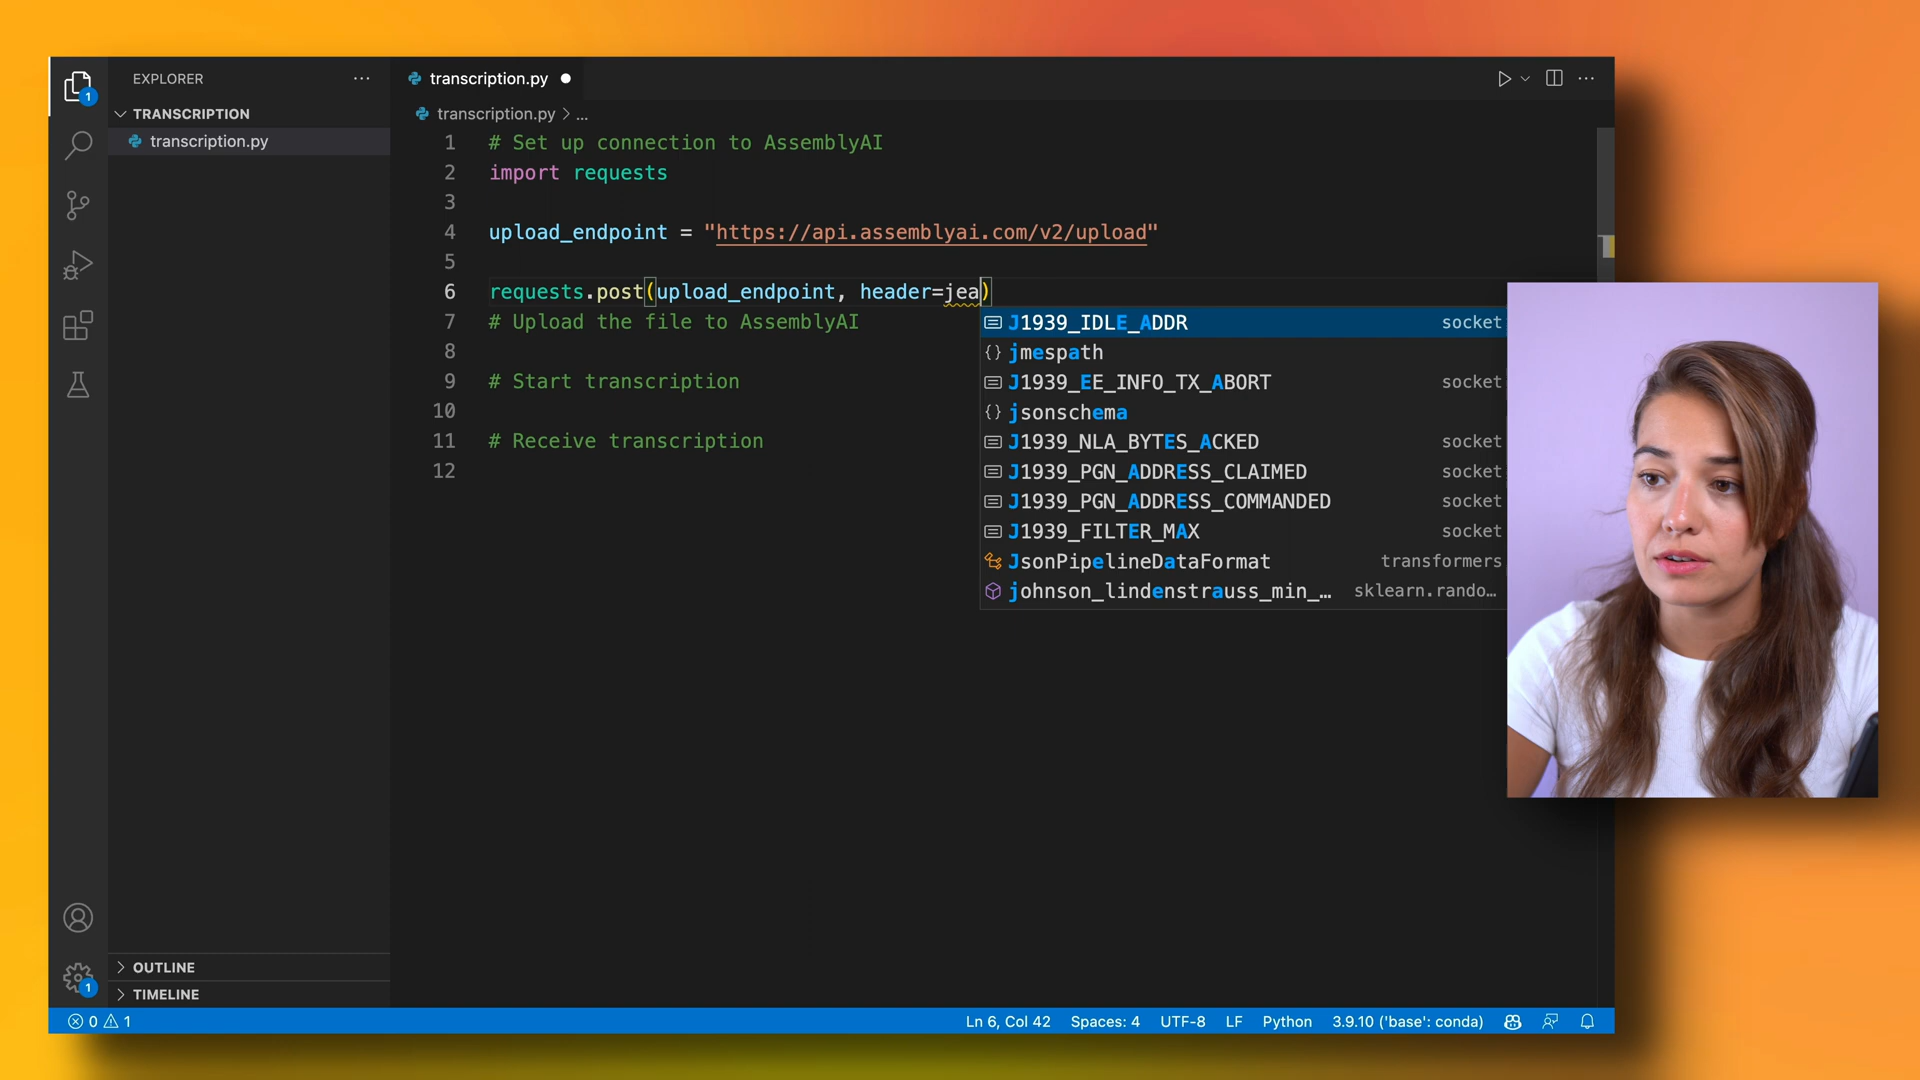 EXPLORER
transcription.py
TRANSCRIPTION
transcription.py
transcription.py > ...
1 # Set up connection to AssemblyAI
2 import requests
3
4 upload_endpoint = "https://api.assemblyai.com/v2/upload"
5
6 requests.post(upload_endpoint, header=jea)
7 # Upload the file to AssemblyAI
8
9 # Start transcription
10
11 # Receive transcription
12
J1939_IDLE_ADDR socket
jmespath
J1939_EE_INFO_TX_ABORT socket
jsonschema
J1939_NLA_BYTES_ACKED socket
J1939_PGN_ADDRESS_CLAIMED socket
J1939_PGN_ADDRESS_COMMANDED socket
J1939_FILTER_MAX socket
JsonPipelineDataFormat transformers
johnson_lindenstrauss_min_... sklearn.rando...
1
OUTLINE
TIMELINE
1
0 1
Ln 6, Col 42 Spaces: 4 UTF-8 LF Python 3.9.10 ('base': conda)